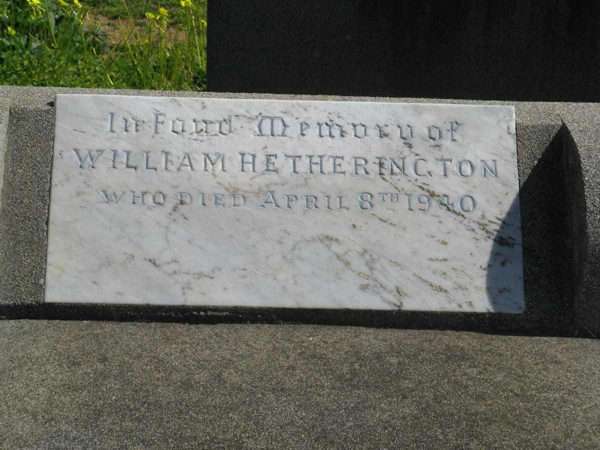 In Fond Memory of
WILLIAM HETHERINGTON
WHO DIED APRIL 8TH 1940